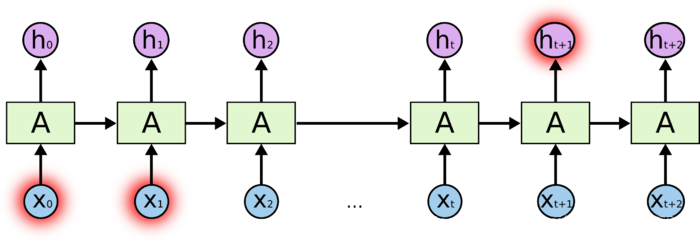 h₀ h₁ h₂ hₜ hₜ₊₁ hₜ₊₂
A A A A A A
x₀ x₁ x₂ ... xₜ xₜ₊₁ xₜ₊₂